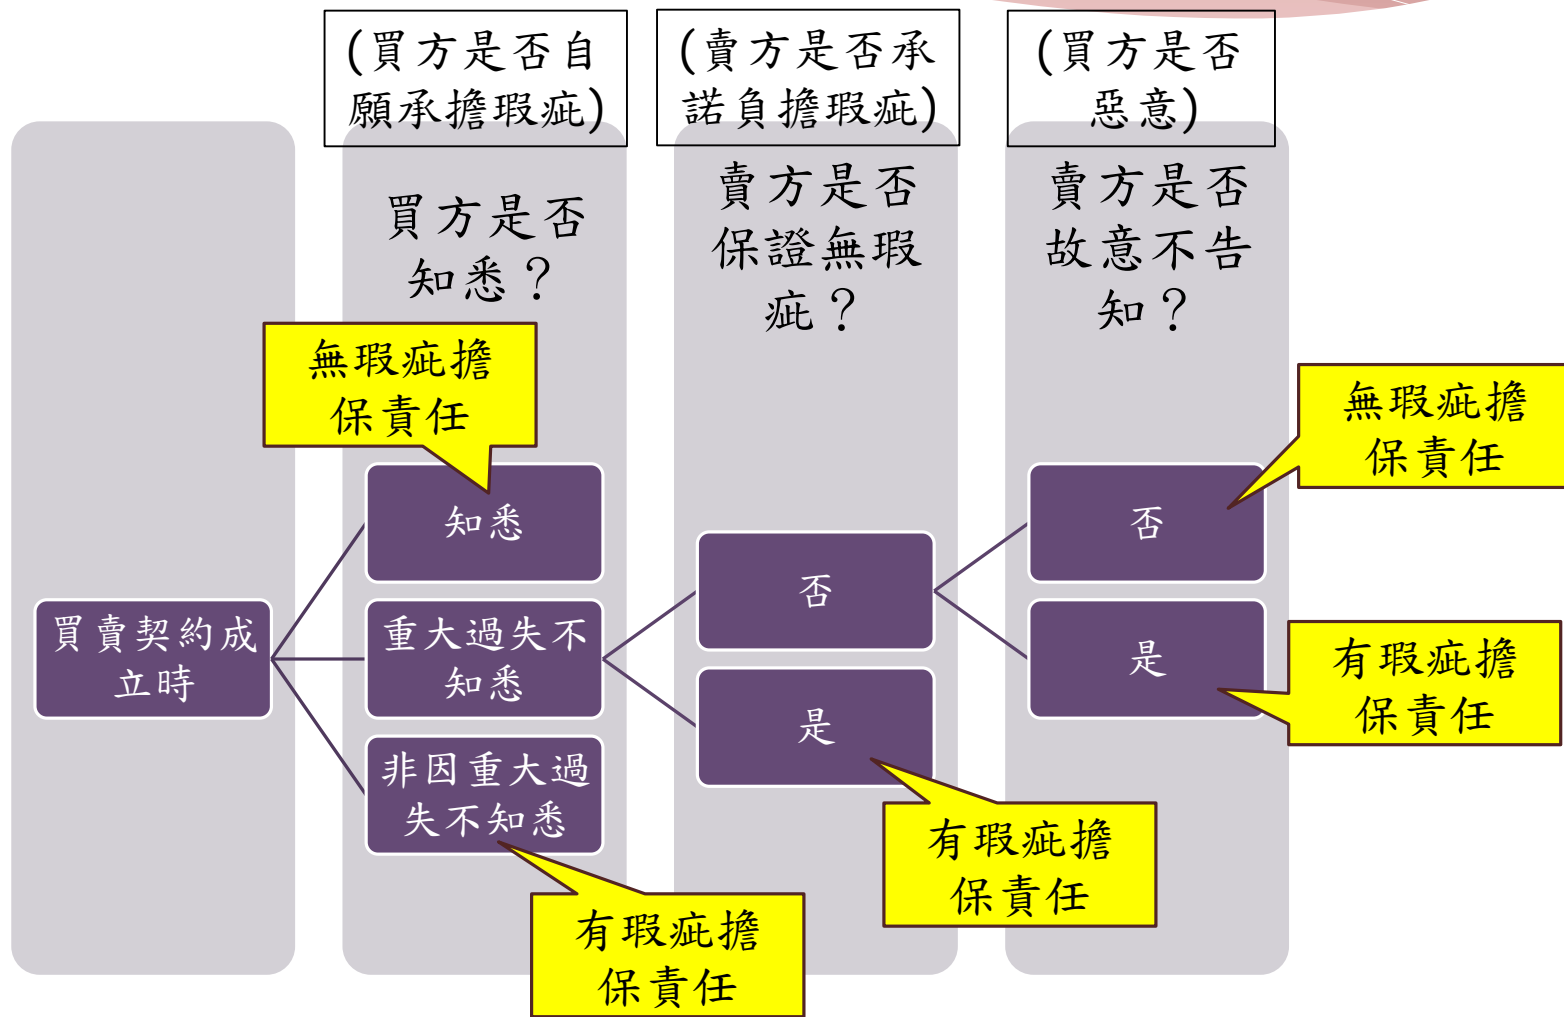 (買方是否自
願承擔瑕疵)
(賣方是否承
諾負擔瑕疵)
(買方是否
惡意)
買方是否
知悉？
賣方是否
保證無瑕
疵？
賣方是否
故意不告
知？
無瑕疵擔
保責任
無瑕疵擔
保責任
知悉
否
否
買賣契約成
立時
重大過失不
知悉
是
是
有瑕疵擔
保責任
非因重大過
失不知悉
有瑕疵擔
保責任
有瑕疵擔
保責任